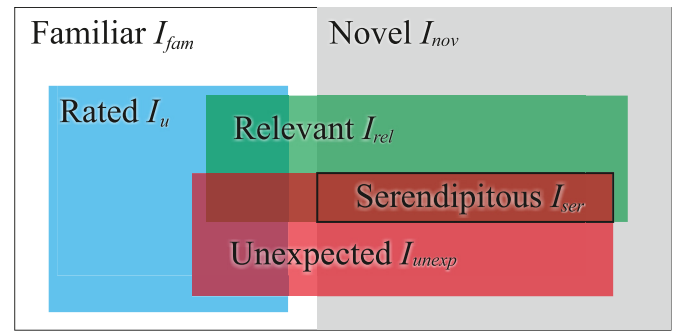 Familiar I_fam
Novel I_nov
Rated I_u
Relevant I_rel
Serendipitous I_ser
Unexpected I_unexp